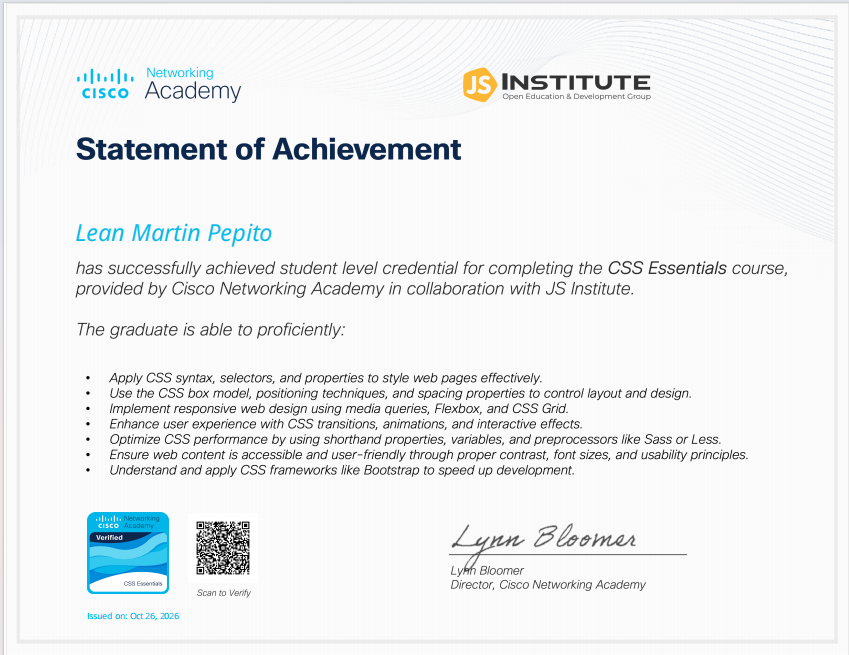 Networking
CISCO Academy
JS INSTITUTE
Open Education & Development Group
Statement of Achievement
Lean Martin Pepito
has successfully achieved student level credential for completing the CSS Essentials course,
provided by Cisco Networking Academy in collaboration with JS Institute.
The graduate is able to proficiently:
• Apply CSS syntax, selectors, and properties to style web pages effectively.
• Use the CSS box model, positioning techniques, and spacing properties to control layout and design.
• Implement responsive web design using media queries, Flexbox, and CSS Grid.
• Enhance user experience with CSS transitions, animations, and interactive effects.
• Optimize CSS performance by using shorthand properties, variables, and preprocessors like Sass or Less.
• Ensure web content is accessible and user-friendly through proper contrast, font sizes, and usability principles.
• Understand and apply CSS frameworks like Bootstrap to speed up development.
Networking
CISCO Academy
Verified
CSS Essentials
Scan to Verify
Issued on: Oct 26, 2026
Lynn Bloomer
Lynn Bloomer
Director, Cisco Networking Academy